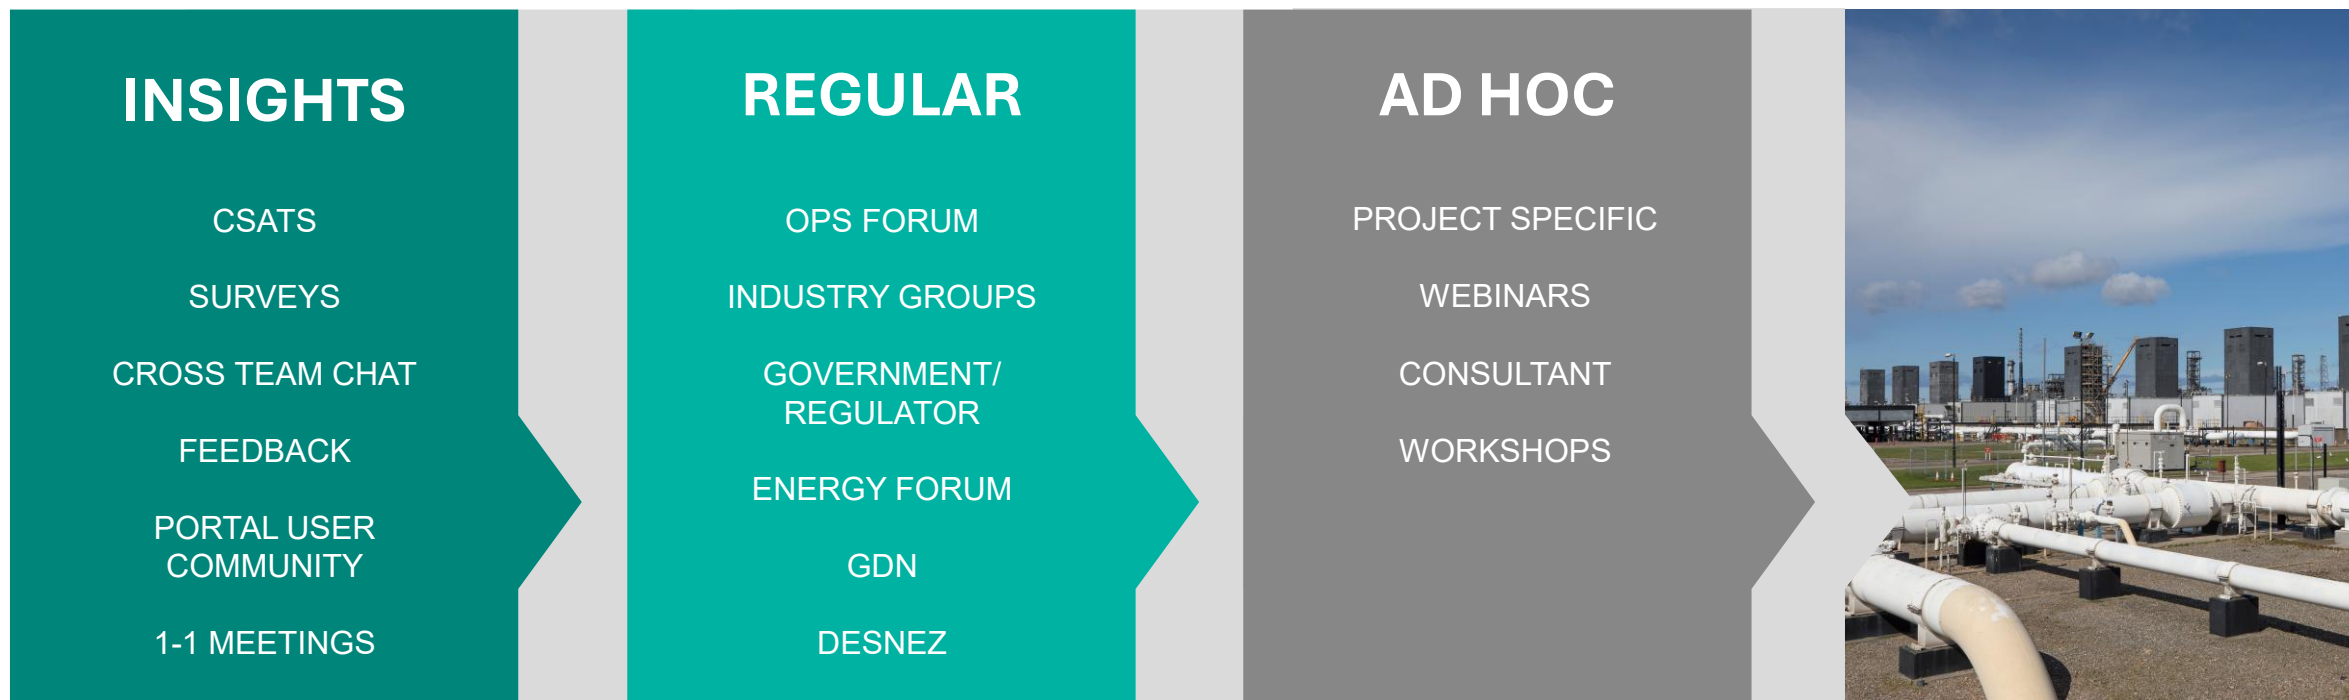 INSIGHTS
CSATS
SURVEYS
CROSS TEAM CHAT
FEEDBACK
PORTAL USER
COMMUNITY
1-1 MEETINGS
REGULAR
OPS FORUM
INDUSTRY GROUPS
GOVERNMENT/
REGULATOR
ENERGY FORUM
GDN
DESNEZ
AD HOC
PROJECT SPECIFIC
WEBINARS
CONSULTANT
WORKSHOPS